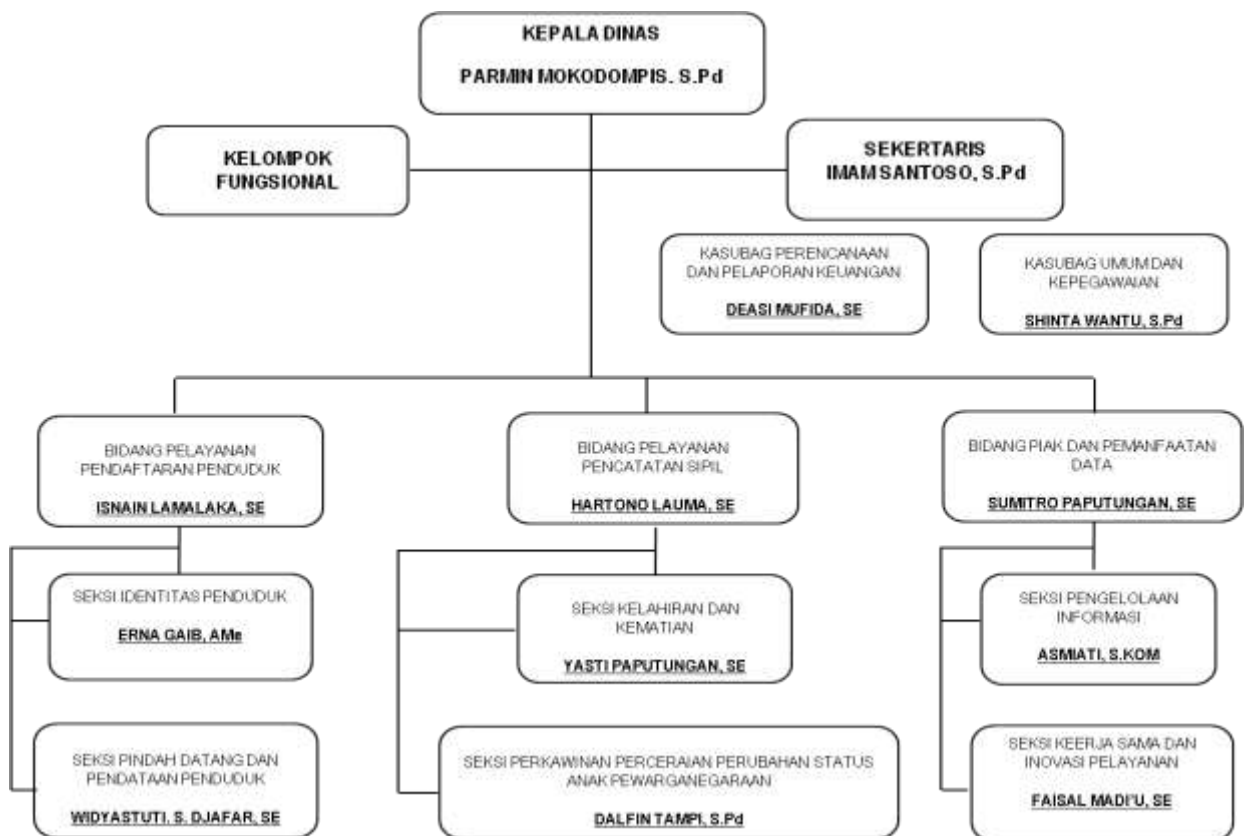 KEPALA DINAS
PARMIN MOKODOMPIS. S.Pd
KELOMPOK
FUNGSIONAL
SEKERTARIS
IMAM SANTOSO, S.Pd
KASUBAG PERENCANAAN
DAN PELAPORAN KEUANGAN
DEASI MUFIDA, SE
KASUBAG UMUM DAN
KEPEGAWAIAN
SHINTA WANTU, S.Pd
BIDANG PELAYANAN
PENDAFTARAN PENDUDUK
ISNAIN LAMALAKA, SE
BIDANG PELAYANAN
PENCATATAN SIPIL
HARTONO LAUMA, SE
BIDANG PIAK DAN PEMANFAATAN
DATA
SUMITRO PAPUTUNGAN, SE
SEKSI IDENTITAS PENDUDUK
ERNA GAIB, AMe
SEKSI KELAHIRAN DAN
KEMATIAN
YASTI PAPUTUNGAN, SE
SEKSI PENGELOLAAN
INFORMASI
ASMIATI, S.KOM
SEKSI PINDAH DATANG DAN
PENDATAAN PENDUDUK
WIDYASTUTI. S. DJAFAR, SE
SEKSI PERKAWINAN PERCERAIAN PERUBAHAN STATUS
ANAK PEWARGANEGARAAN
DALFIN TAMPI, S.Pd
SEKSI KEERJA SAMA DAN
INOVASI PELAYANAN
FAISAL MADI'U, SE